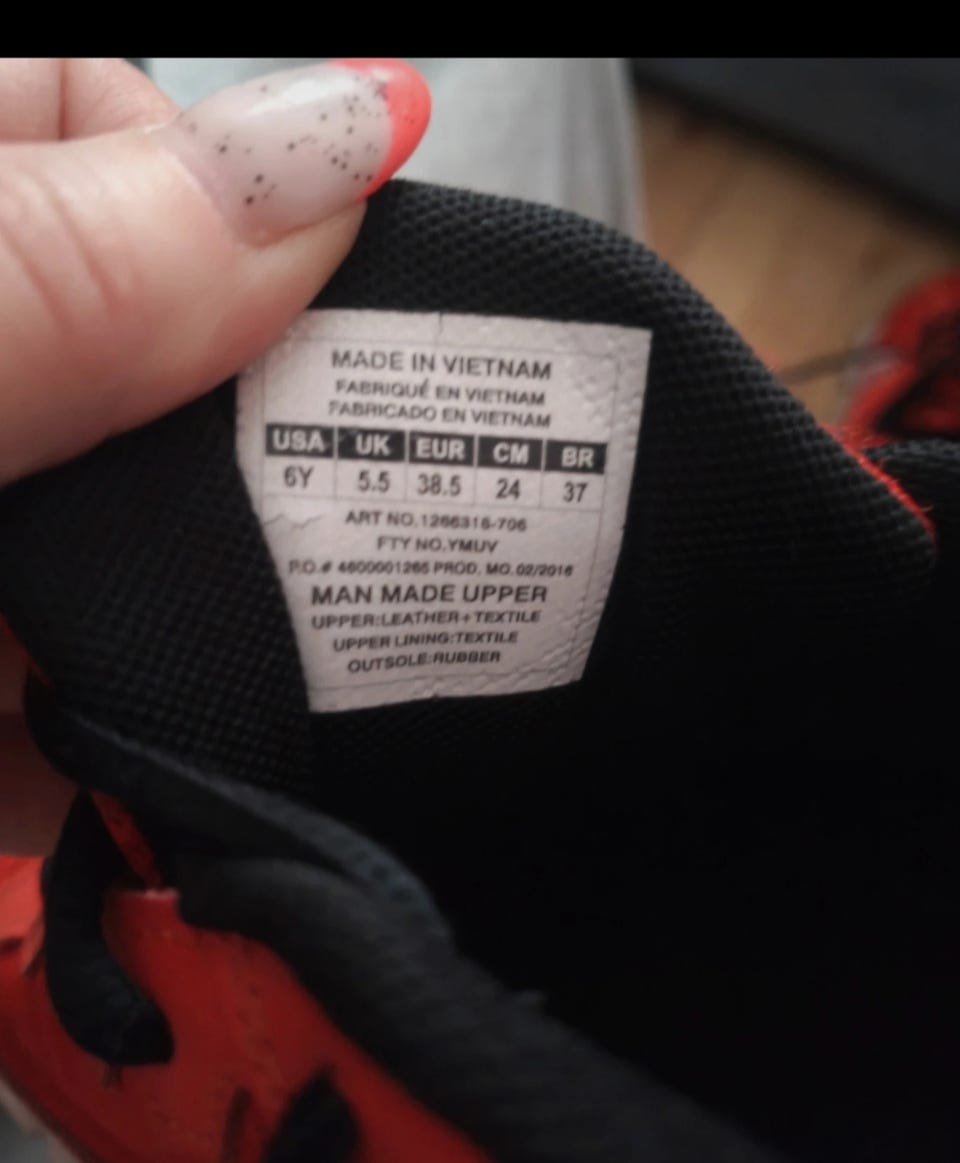 MADE IN VIETNAM
FABRIQUÉ EN VIETNAM
FABRICADO EN VIETNAM
USA UK EUR CM BR
6Y 5.5 38.5 24 37
ART NO.1266316-706
FTY NO.YMUV
P.O.# 4600001265 PROD. MO.02/2016
MAN MADE UPPER
UPPER:LEATHER+TEXTILE
UPPER LINING:TEXTILE
OUTSOLE:RUBBER